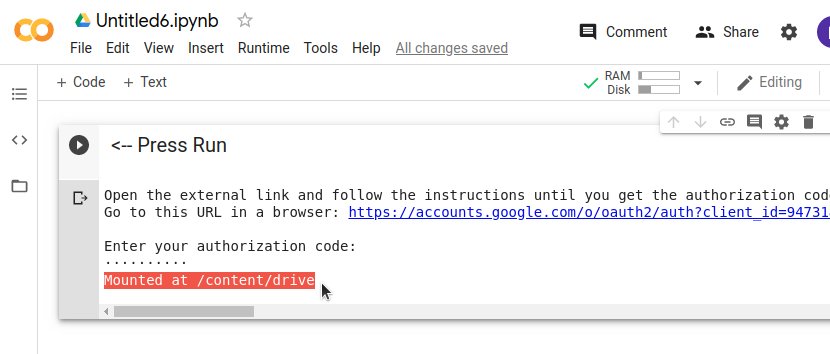 Untitled6.ipynb
File Edit View Insert Runtime Tools Help All changes saved
Comment Share
+ Code + Text
RAM
Disk
Editing
<-- Press Run
Open the external link and follow the instructions until you get the authorization cod
Go to this URL in a browser: https://accounts.google.com/o/oauth2/auth?client_id=94731
Enter your authorization code:
··········
Mounted at /content/drive